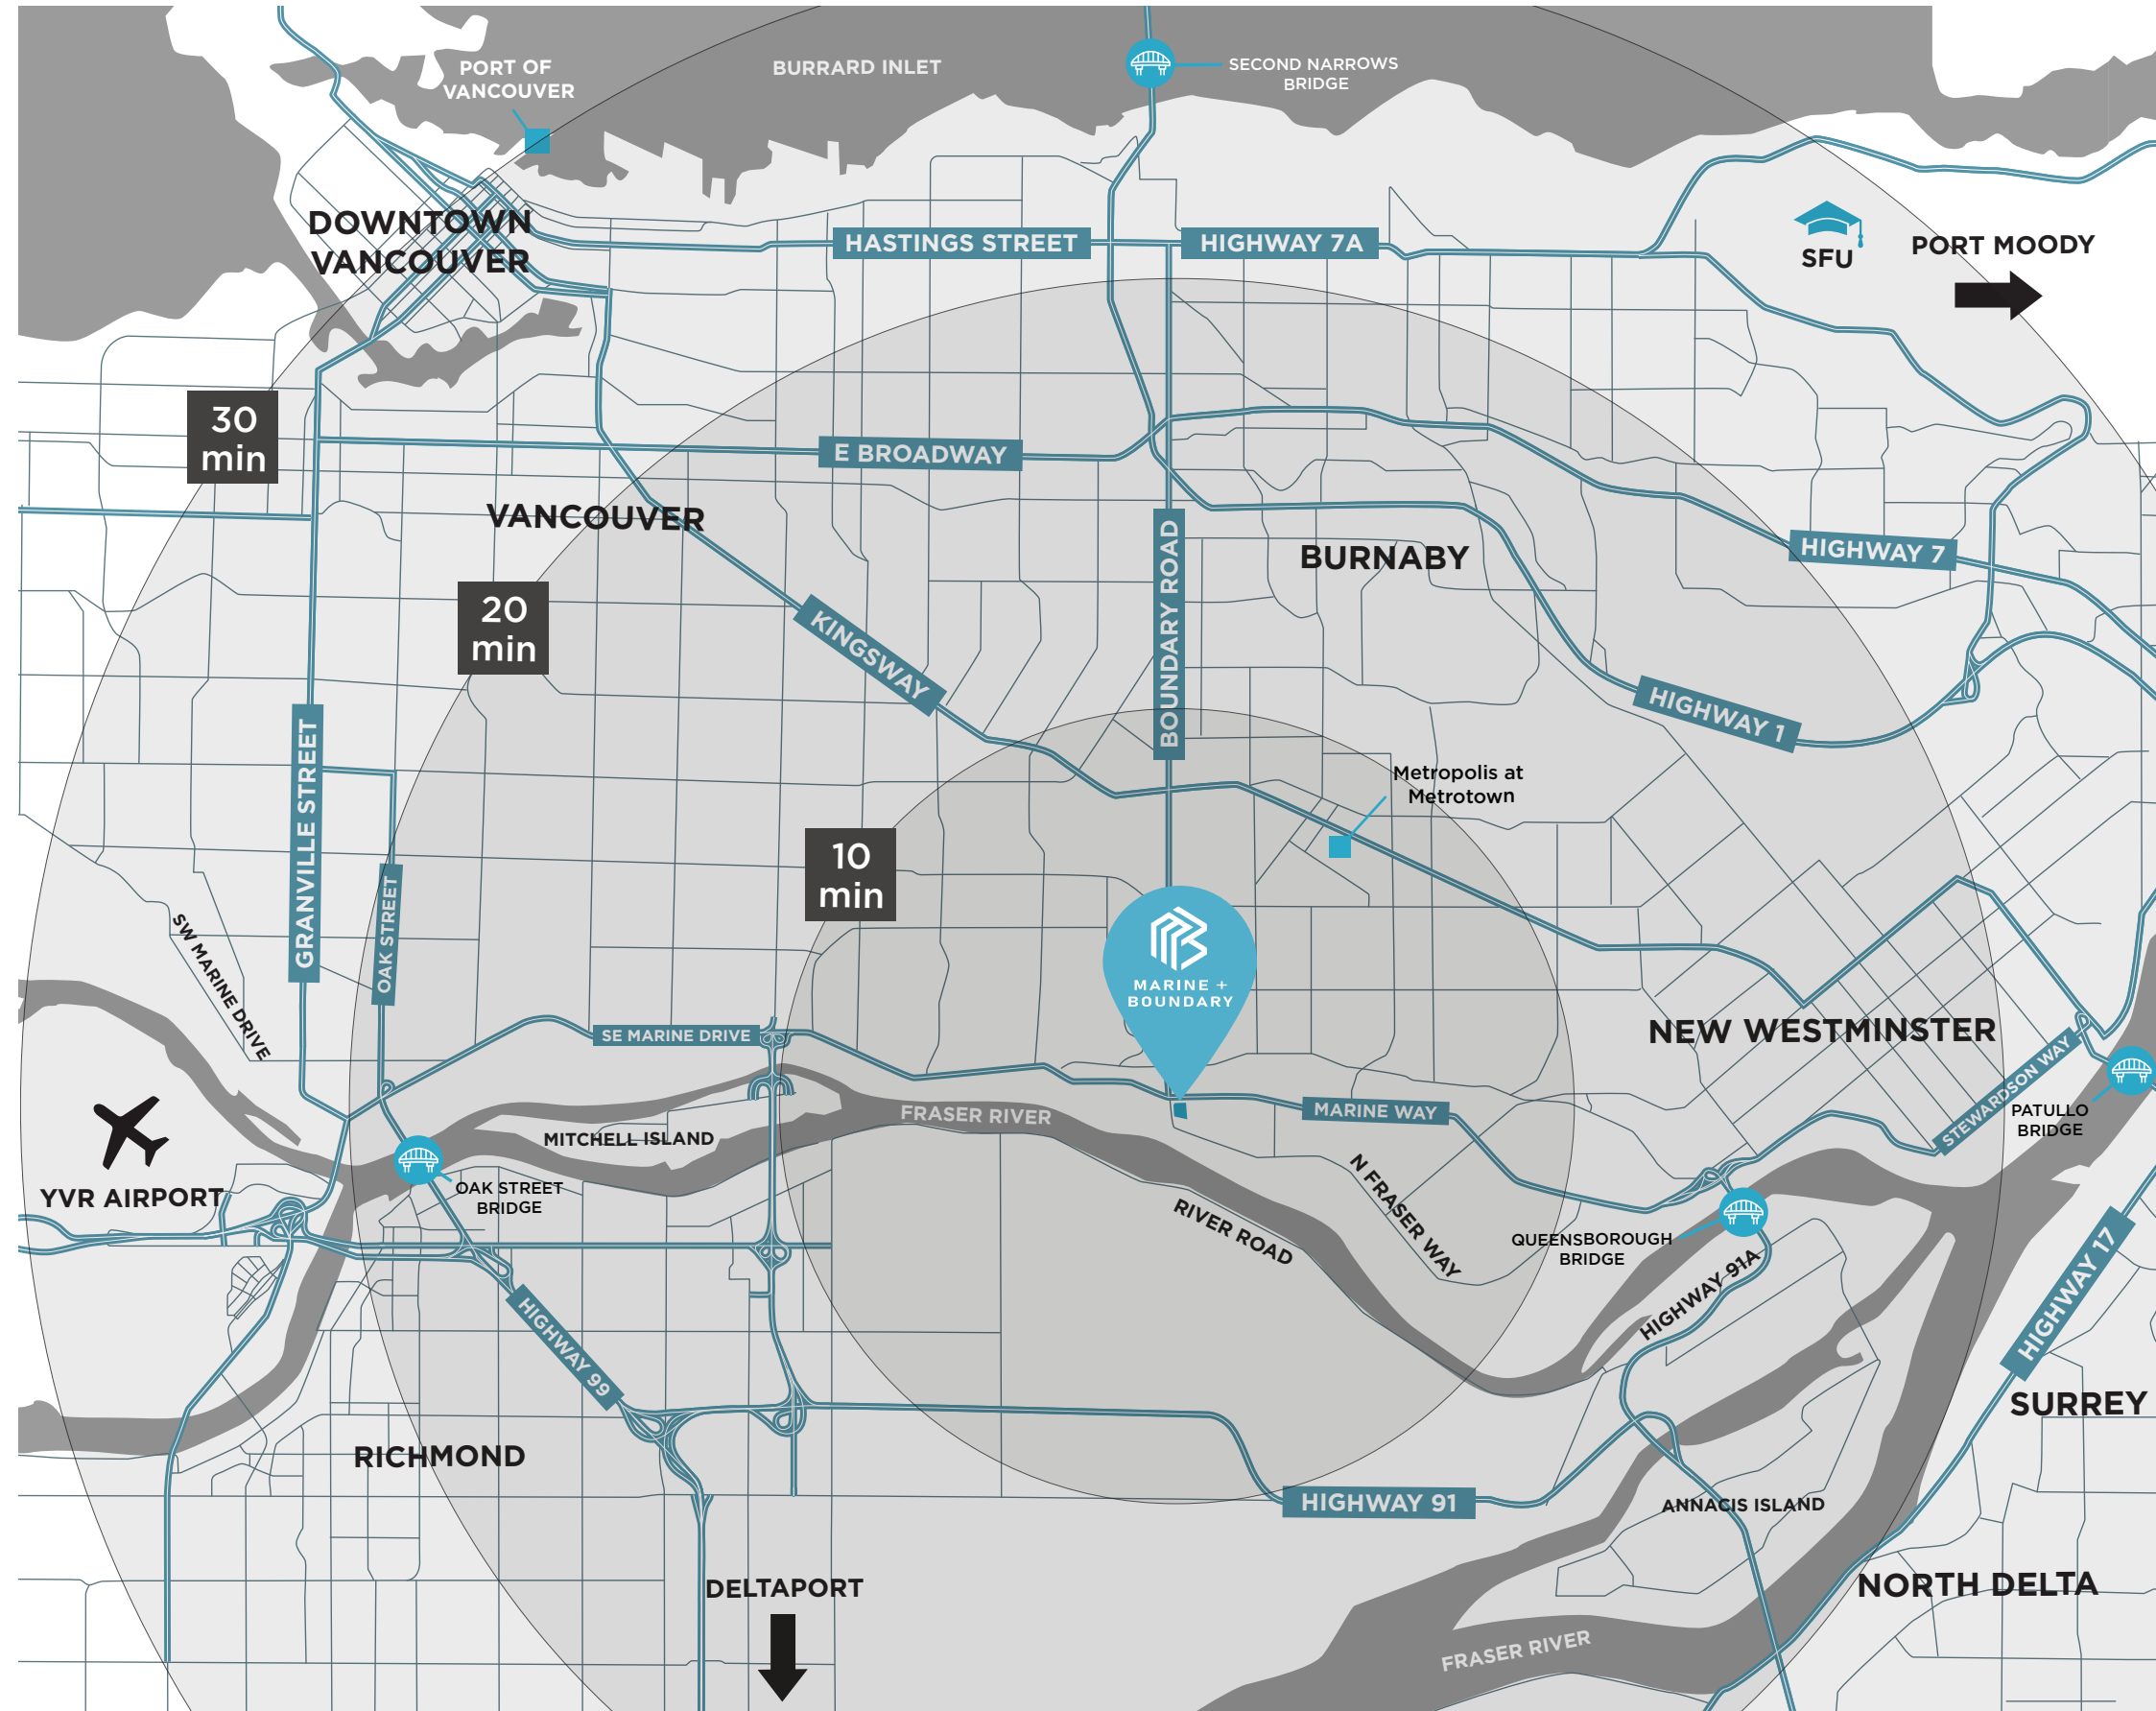 PORT OF
VANCOUVER
BURRARD INLET
SECOND NARROWS
BRIDGE
DOWNTOWN
VANCOUVER
HASTINGS STREET
HIGHWAY 7A
SFU
PORT MOODY
30
min
E BROADWAY
VANCOUVER
BURNABY
HIGHWAY 7
20
min
KINGSWAY
BOUNDARY ROAD
HIGHWAY 1
GRANVILLE STREET
Metropolis at
Metrotown
10
min
OAK STREET
SW MARINE DRIVE
MARINE +
BOUNDARY
SE MARINE DRIVE
NEW WESTMINSTER
STEWARDSON WAY
FRASER RIVER
MARINE WAY
PATULLO
BRIDGE
MITCHELL ISLAND
YVR AIRPORT
OAK STREET
BRIDGE
RIVER ROAD
N FRASER WAY
QUEENSBOROUGH
BRIDGE
HIGHWAY 91A
HIGHWAY 17
HIGHWAY 99
SURREY
RICHMOND
HIGHWAY 91
ANNACIS ISLAND
DELTAPORT
NORTH DELTA
FRASER RIVER